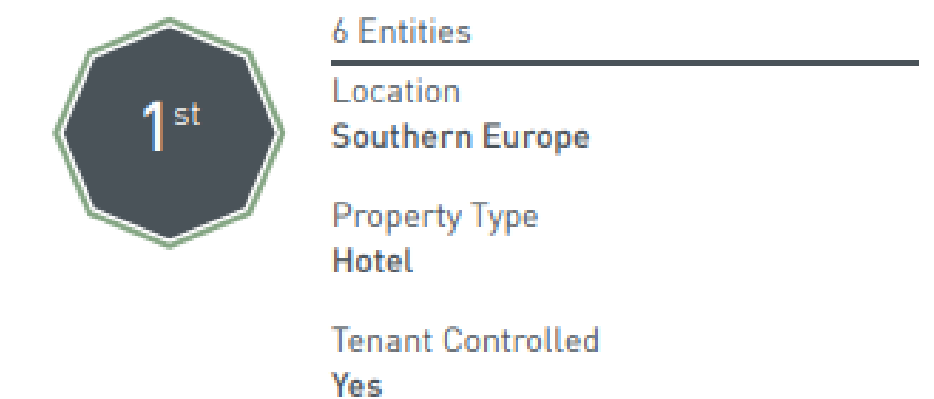 1st
6 Entities
Location
Southern Europe
Property Type
Hotel
Tenant Controlled
Yes